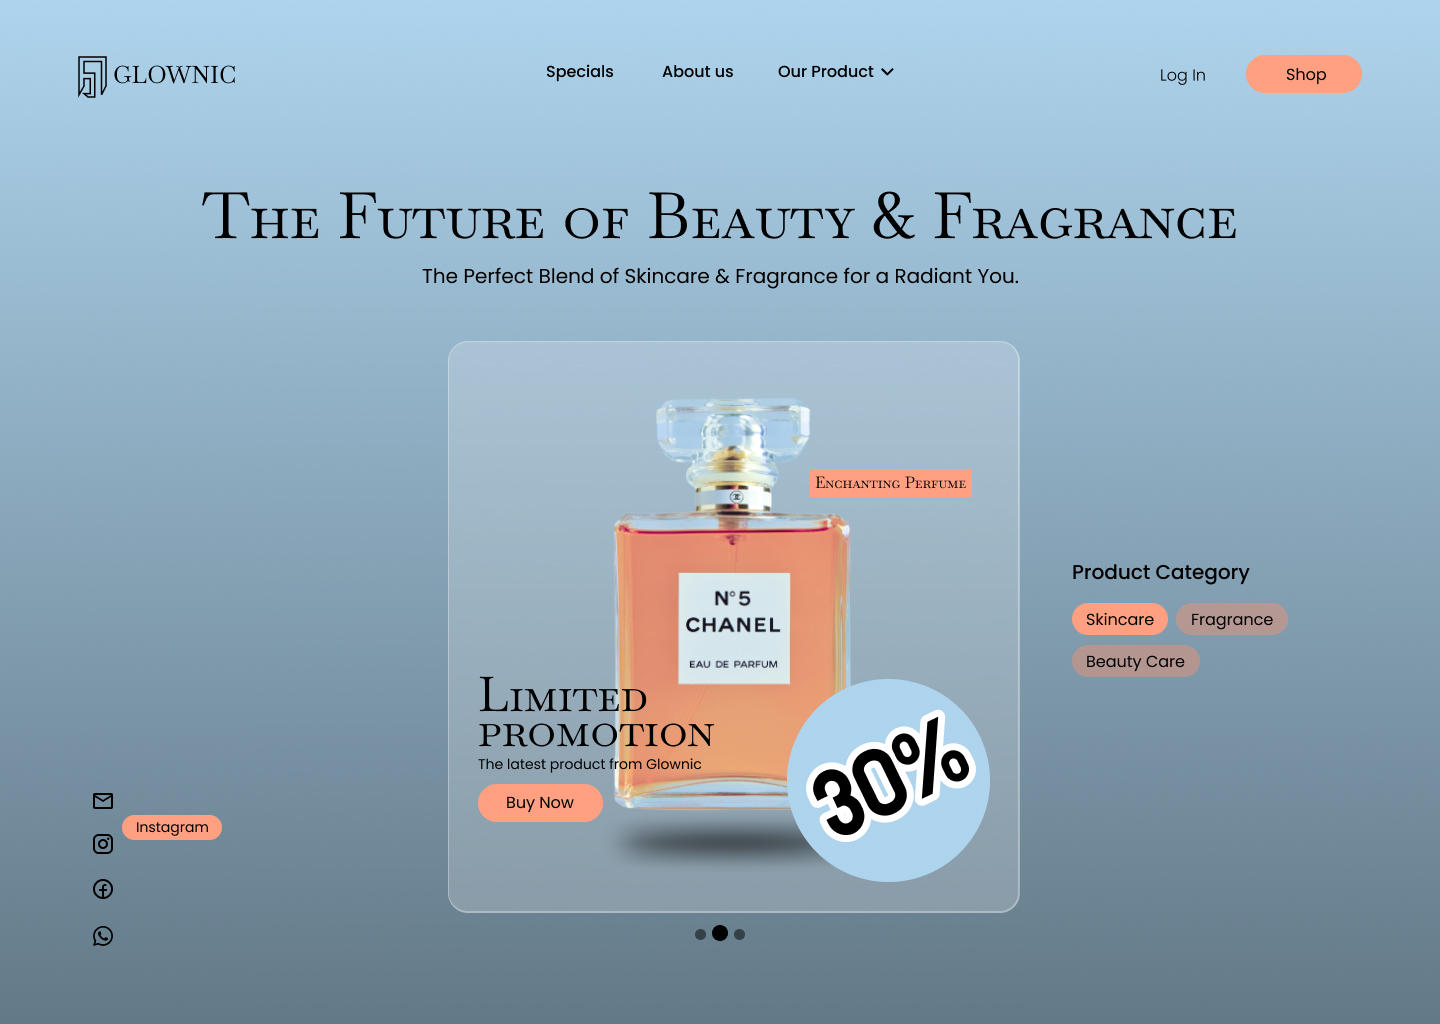 GLOWNIC
Specials
About us
Our Product
Log In
Shop
The Future of Beauty & Fragrance
The Perfect Blend of Skincare & Fragrance for a Radiant You.
Enchanting Perfume
N°5
CHANEL
EAU DE PARFUM
Limited
promotion
The latest product from Glownic
Buy Now
30%
Product Category
Skincare
Fragrance
Beauty Care
Instagram